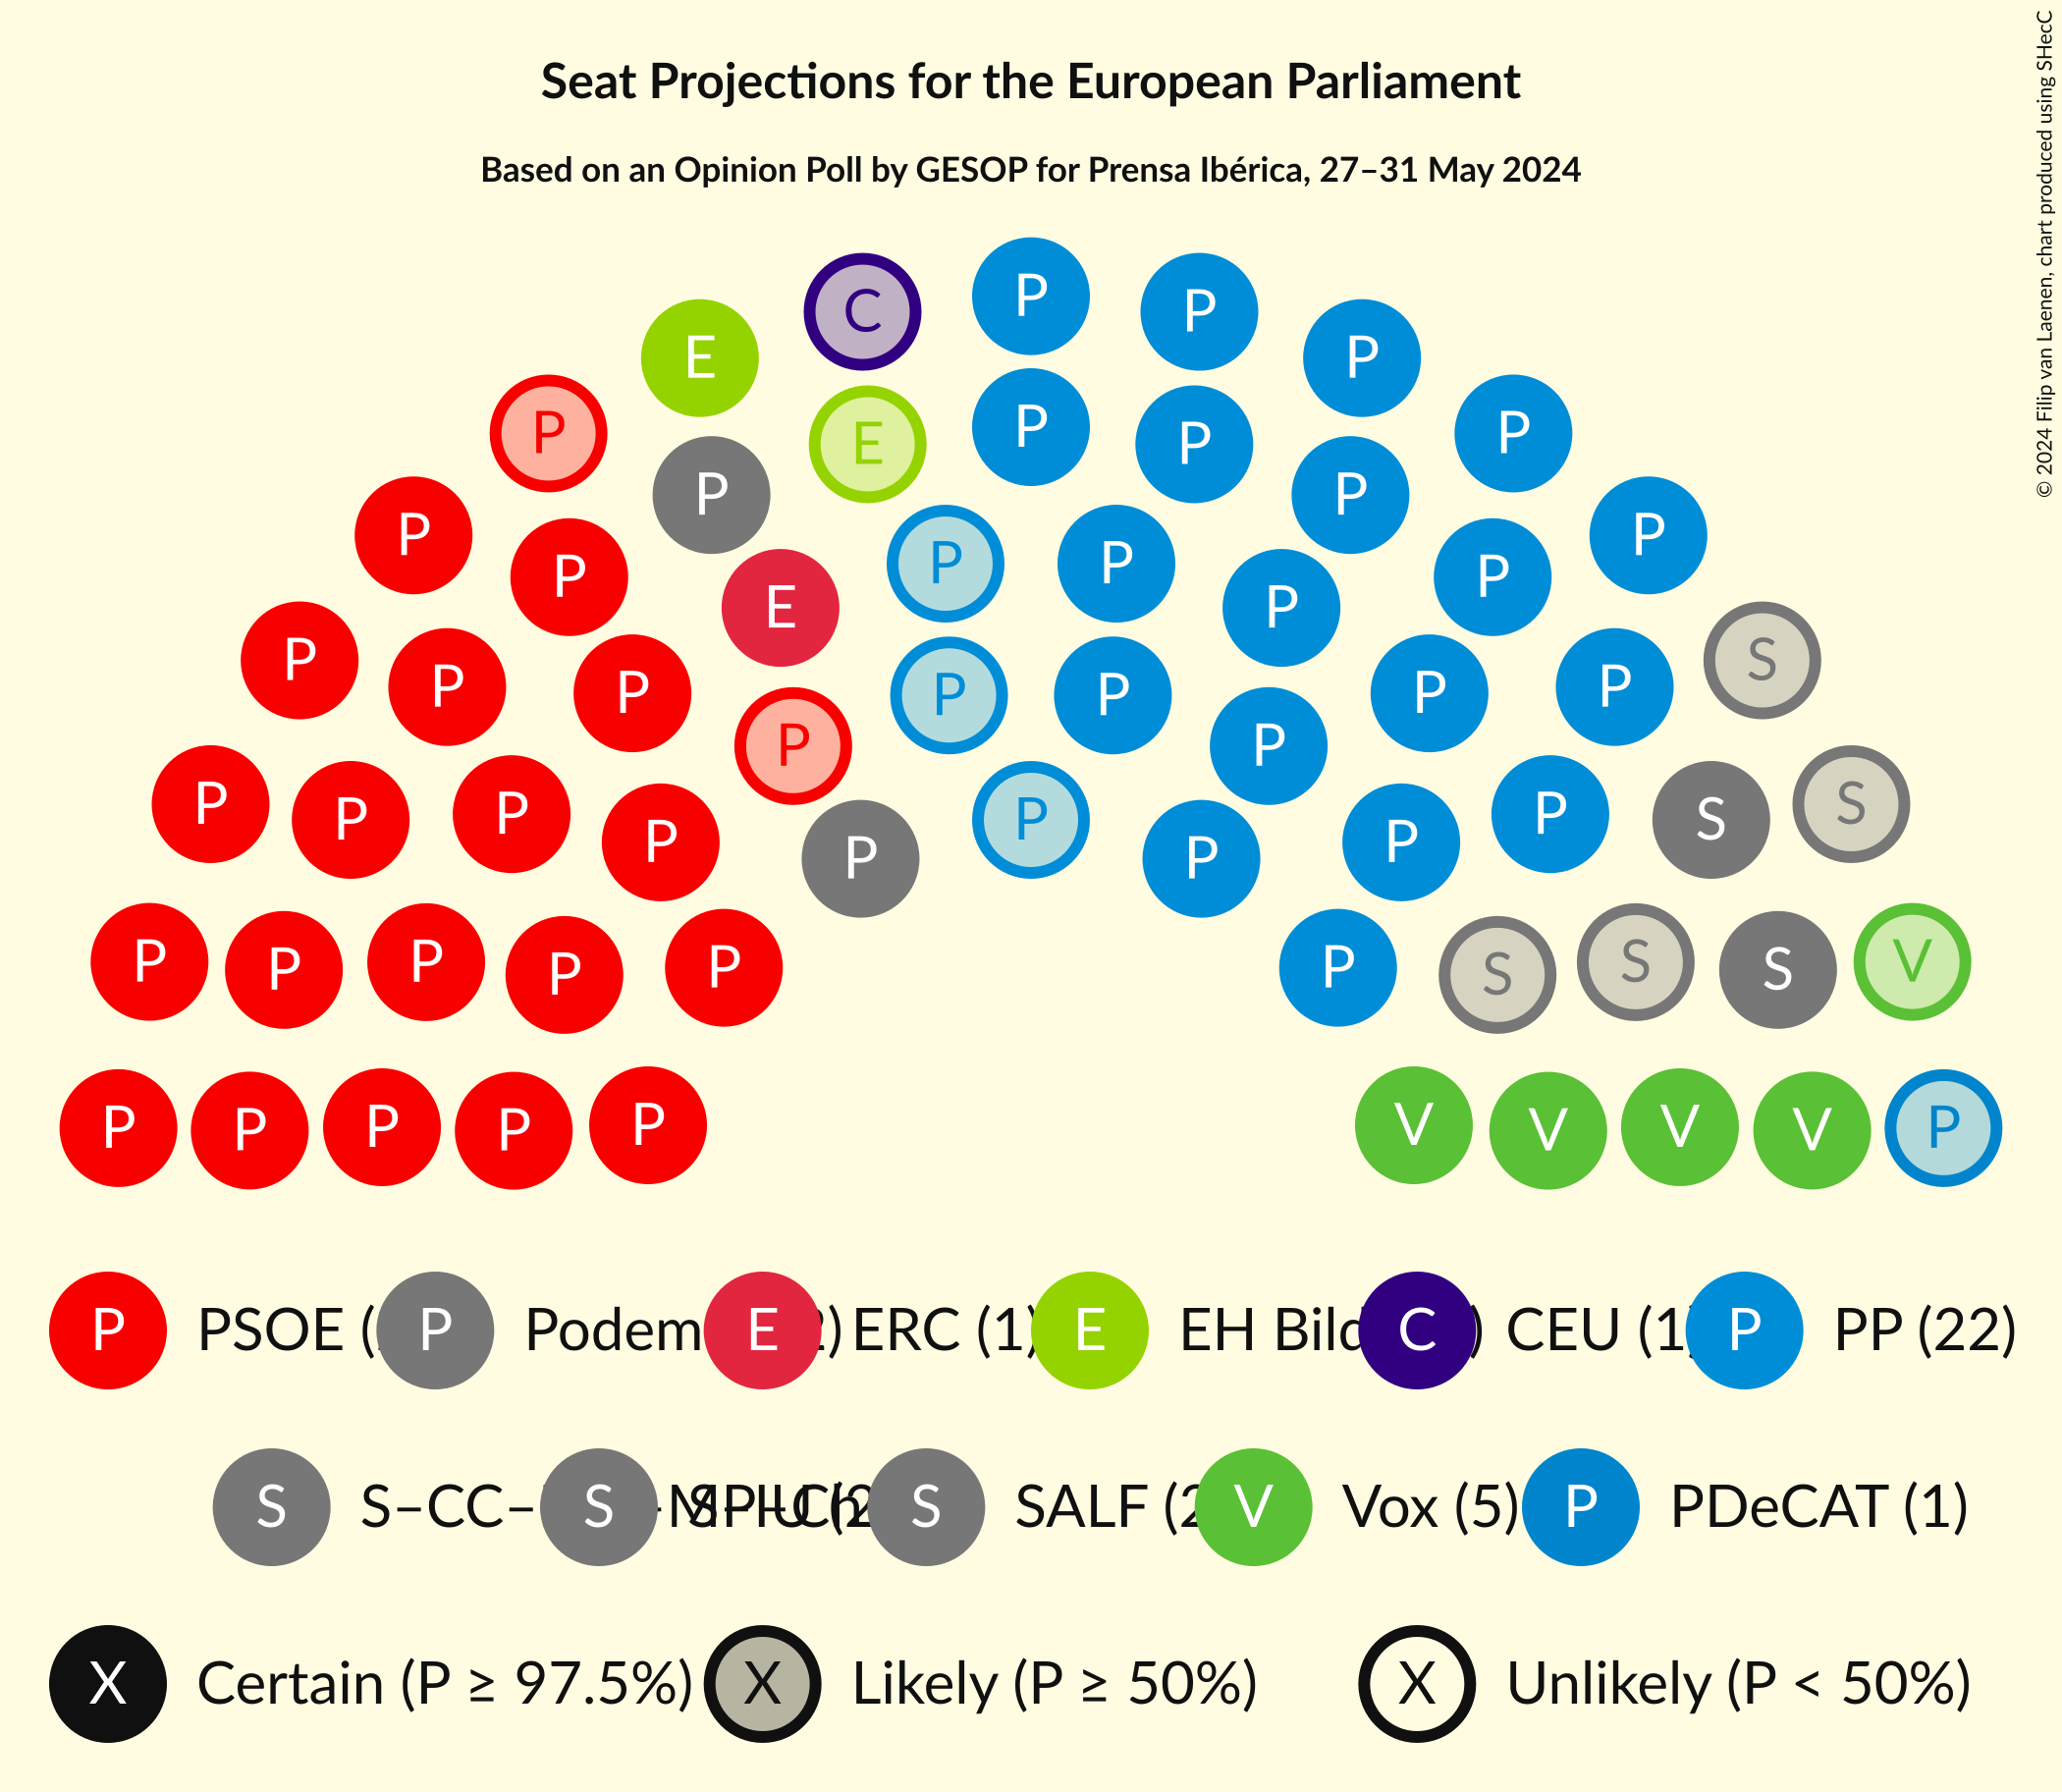 Seat Projections for the European Parliament
Based on an Opinion Poll by GESOP for Prensa Ibérica, 27–31 May 2024
© 2024 Filip van Laenen, chart produced using SHecC
C P P P
E P
P E P P
P P P P
P P E P P P P
P P P P P P P S
P P P P P P P
P P P P P P P P S S
P P P P P P S S S V
P P P P P V V V V P
P PSOE ( P Podem E ERC (1) E EH Bild C CEU (1) P PP (22)
S S–CC– S S SALF (2 V Vox (5) P PDeCAT (1)
X Certain (P ≥ 97.5%) X Likely (P ≥ 50%) X Unlikely (P < 50%)